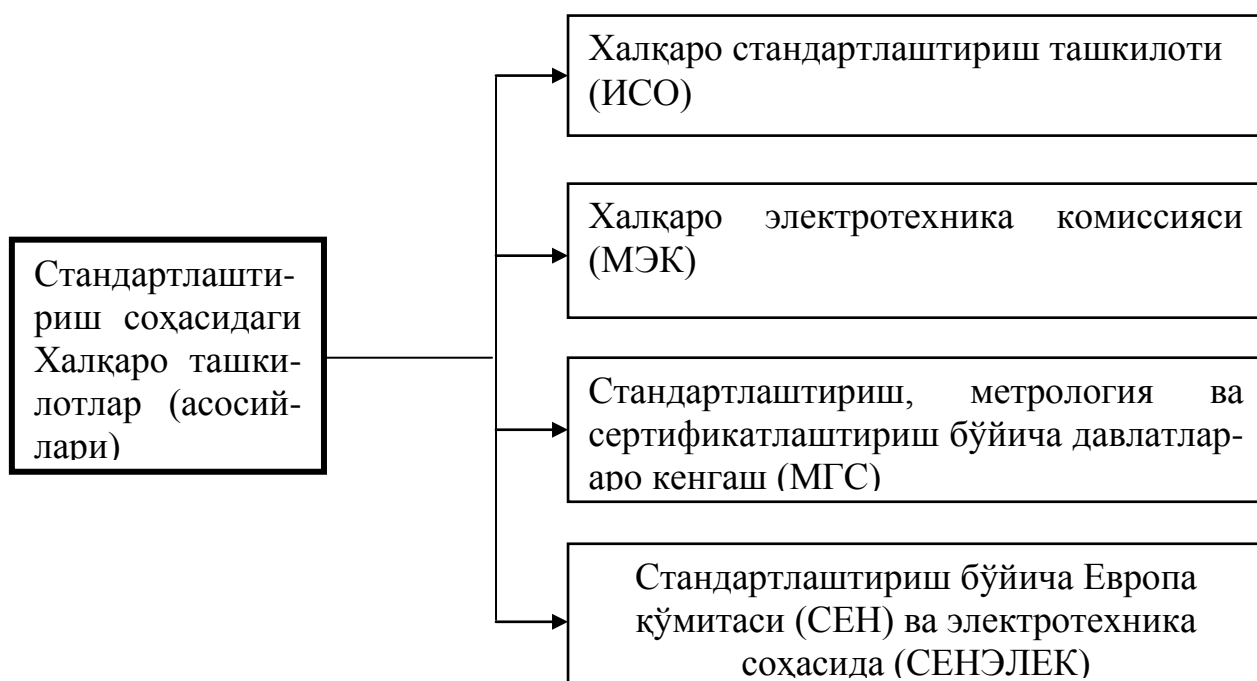 Халқаро стандартлаштириш ташкилоти
(ИСО)
Халқаро электротехника комиссияси
(МЭК)
Стандартлашти-
риш соҳасидаги
Халқаро ташки-
лотлар (асосий-
лари)
Стандартлаштириш, метрология ва
сертификатлаштириш бўйича давлатлар-
аро кенгаш (МГС)
Стандартлаштириш бўйича Европа
қўмитаси (СЕН) ва электротехника
соҳасида (СЕНЭЛЕК)